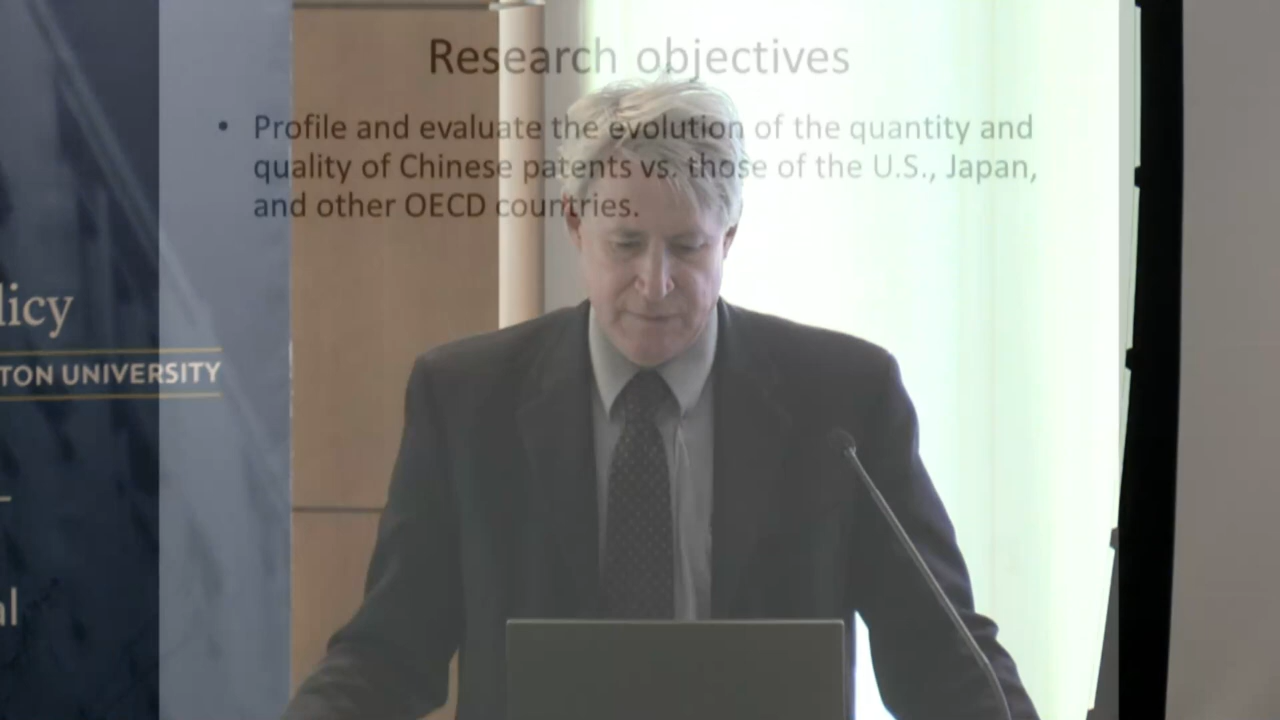 Research objectives
• Profile and evaluate the evolution of the quantity and
quality of Chinese patents vs. those of the U.S., Japan,
and other OECD countries.
licy
TON UNIVERSITY
al